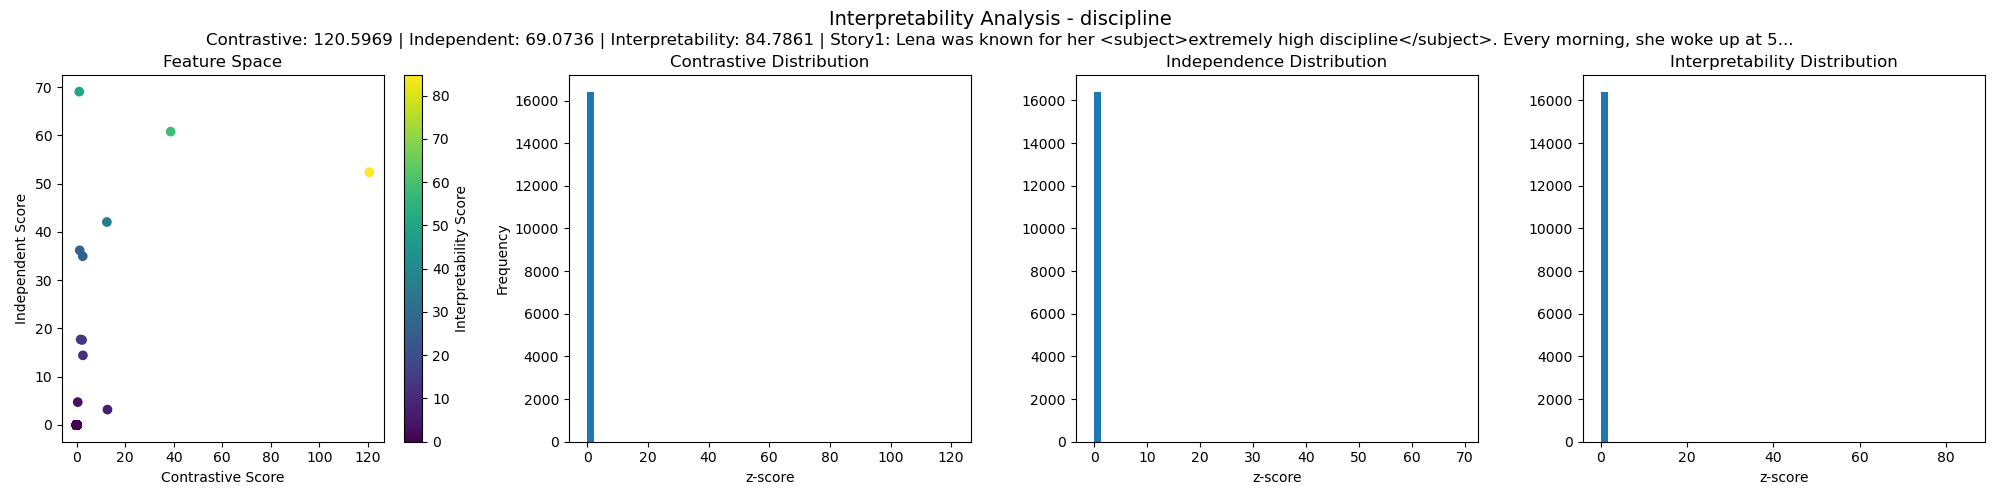 Interpretability Analysis - discipline
Contrastive: 120.5969 | Independent: 69.0736 | Interpretability: 84.7861 | Story1: Lena was known for her <subject>extremely high discipline</subject>. Every morning, she woke up at 5...
Feature Space
70
60
50
40
30
20
10
0
0 20 40 60 80 100 120
Contrastive Score
Independent Score
80
70
60
50
40
30
20
10
0
Interpretability Score
Contrastive Distribution
16000
14000
12000
10000
8000
6000
4000
2000
0
0 20 40 60 80 100 120
z-score
Frequency
Independence Distribution
16000
14000
12000
10000
8000
6000
4000
2000
0
0 10 20 30 40 50 60 70
z-score
Interpretability Distribution
16000
14000
12000
10000
8000
6000
4000
2000
0
0 20 40 60 80
z-score